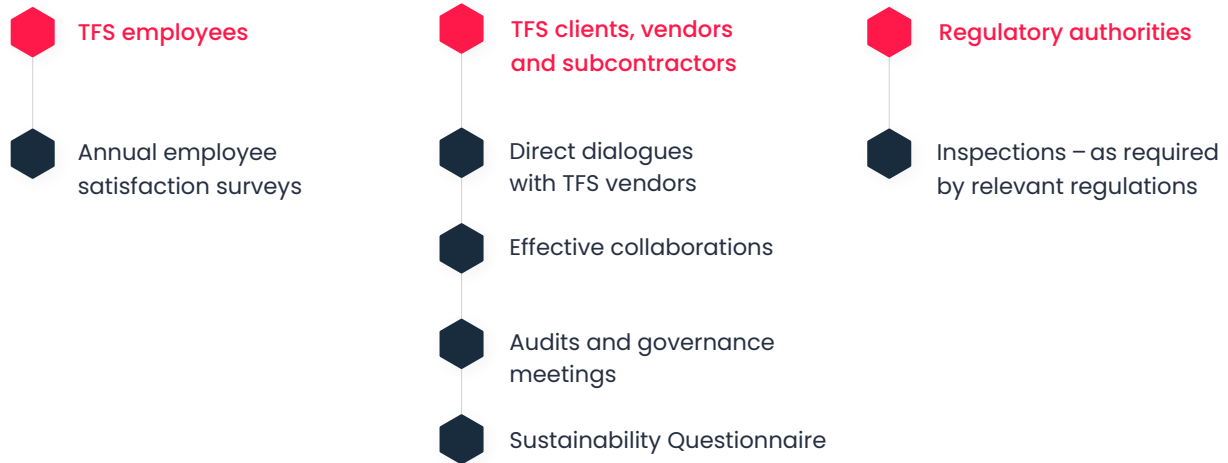 TFS employees
Annual employee
satisfaction surveys
TFS clients, vendors
and subcontractors
Direct dialogues
with TFS vendors
Effective collaborations
Audits and governance
meetings
Sustainability Questionnaire
Regulatory authorities
Inspections – as required
by relevant regulations